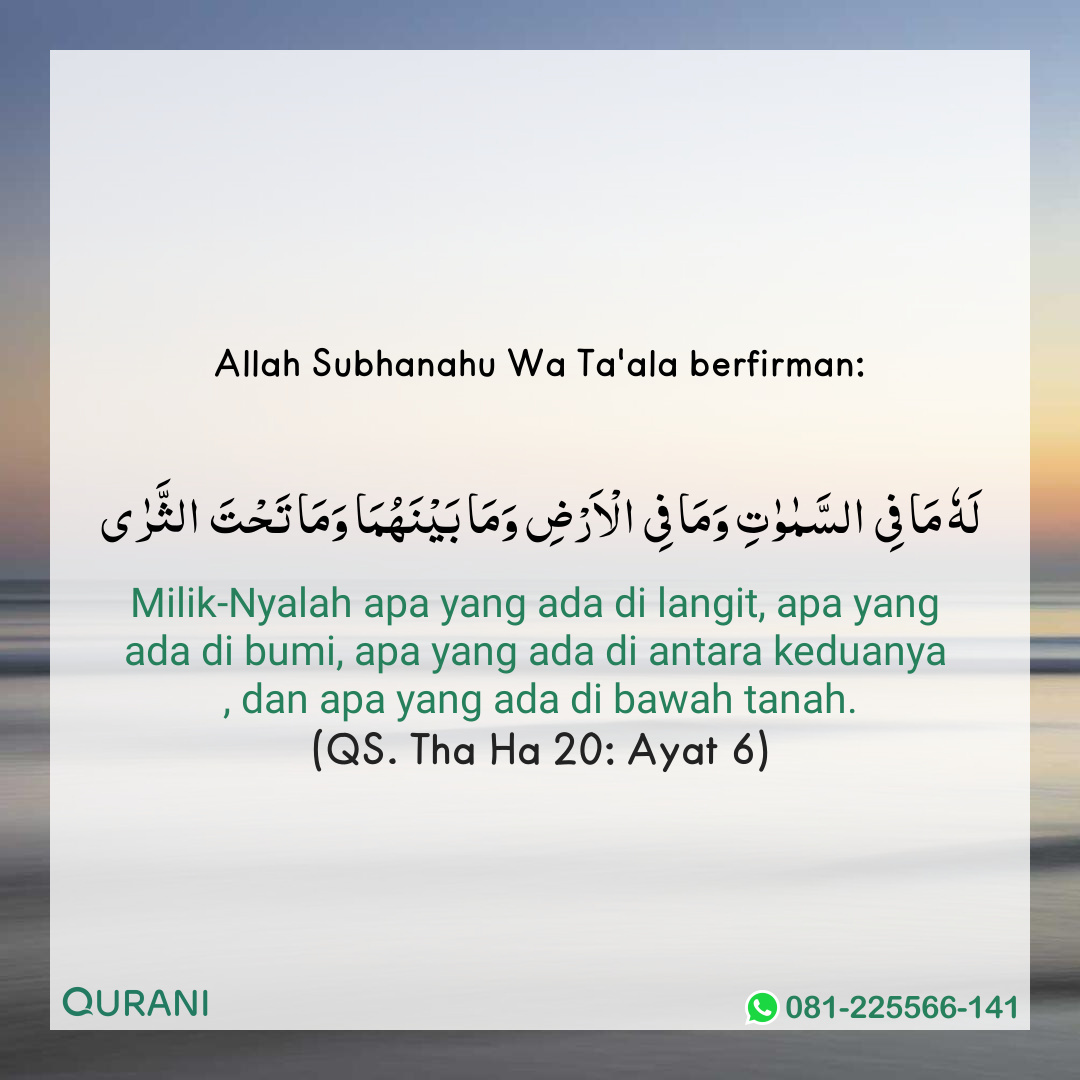 Allah Subhanahu Wa Ta'ala berfirman:
لَهٗ مَا فِى السَّمٰوٰتِ وَمَا فِى الْاَرْضِ وَمَا بَيْنَهُمَا وَمَا تَحْتَ الثَّرٰى
Milik-Nyalah apa yang ada di langit, apa yang
ada di bumi, apa yang ada di antara keduanya
, dan apa yang ada di bawah tanah.
(QS. Tha Ha 20: Ayat 6)
QURANI
081-225566-141